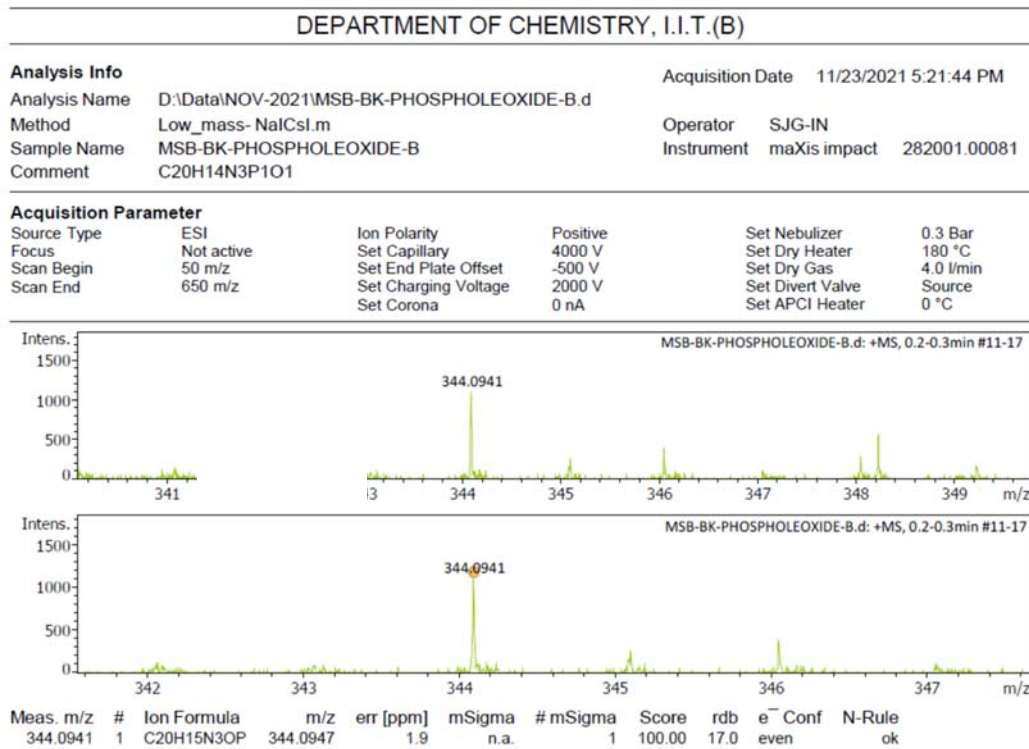 DEPARTMENT OF CHEMISTRY, I.I.T.(B)
Analysis Info
Acquisition Date 11/23/2021 5:21:44 PM
Analysis Name D:\Data\NOV-2021\MSB-BK-PHOSPHOLEOXIDE-B.d
Method Low_mass- NaICsI.m Operator SJG-IN
Sample Name MSB-BK-PHOSPHOLEOXIDE-B Instrument maXis impact 282001.00081
Comment C20H14N3P1O1
Acquisition Parameter
Source Type ESI Ion Polarity Positive Set Nebulizer 0.3 Bar
Focus Not active Set Capillary 4000 V Set Dry Heater 180 °C
Scan Begin 50 m/z Set End Plate Offset -500 V Set Dry Gas 4.0 l/min
Scan End 650 m/z Set Charging Voltage 2000 V Set Divert Valve Source
Set Corona 0 nA Set APCI Heater 0 °C
Intens. MSB-BK-PHOSPHOLEOXIDE-B.d: +MS, 0.2-0.3min #11-17
1500
344.0941
1000
500
0
341 3 344 345 346 347 348 349 m/z
Intens. MSB-BK-PHOSPHOLEOXIDE-B.d: +MS, 0.2-0.3min #11-17
1500
344.0941
1000
500
0
342 343 344 345 346 347 m/z
Meas. m/z # Ion Formula m/z err [ppm] mSigma # mSigma Score rdb e⁻ Conf N-Rule
344.0941 1 C20H15N3OP 344.0947 1.9 n.a. 1 100.00 17.0 even ok